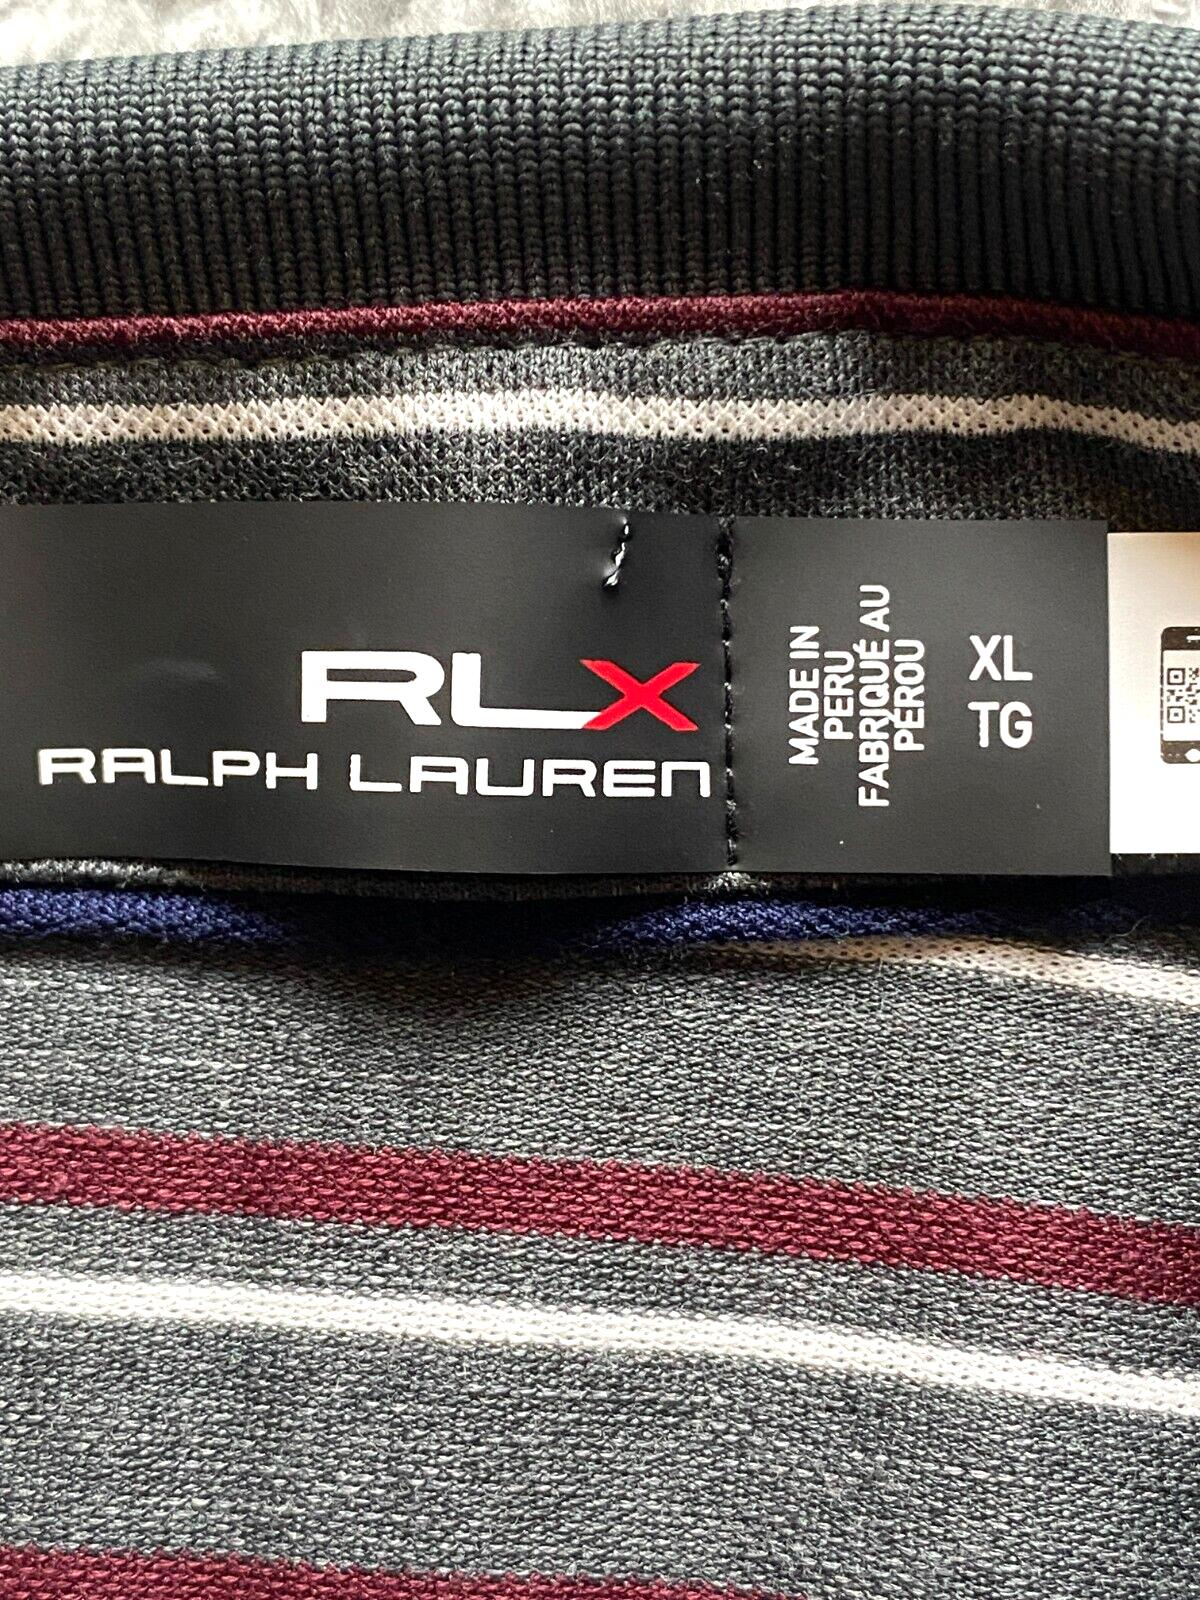 RLX
RALPH LAUREN
MADE IN
PERU
FABRIQUÉ AU
PÉROU
XL
TG